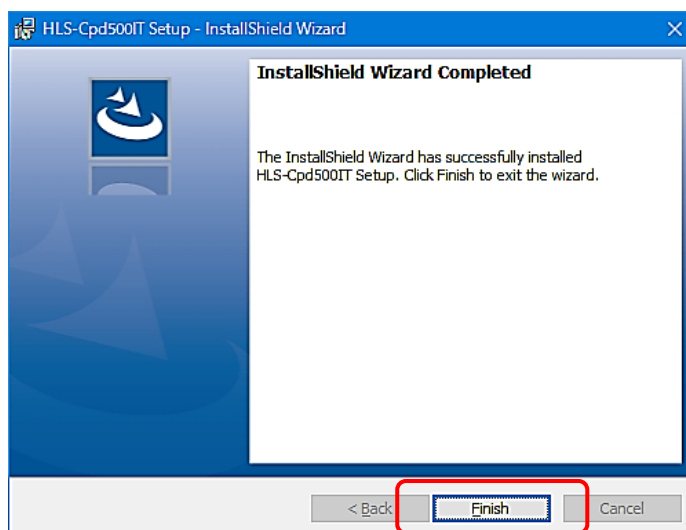 HLS-Cpd500IT Setup - InstallShield Wizard
InstallShield Wizard Completed
The InstallShield Wizard has successfully installed
HLS-Cpd500IT Setup. Click Finish to exit the wizard.
< Back
Finish
Cancel